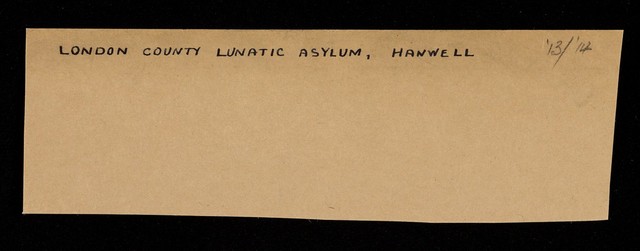 LONDON COUNTY LUNATIC ASYLUM, HANWELL '13/'14